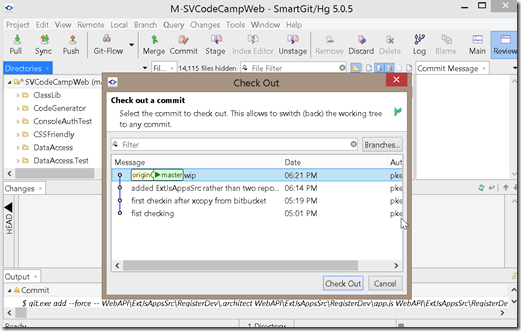 M-SVCodeCampWeb - SmartGit/Hg 5.0.5
Project Edit View Remote Branch Query Changes Tools Window Help
Pull Sync Push Git-Flow Merge Commit Stage Index Editor Unstage Remove Discard Delete Log Blame Main Review
Directories Fil... 14,115 files hidden File Filter Commit Message
SVCodeCampWeb (master)
ClassLib
CodeGenerator
ConsoleAuthTest
CSSFriendly
DataAccess
DataAccess.Test
Changes
HEAD
Output
Commit
$ git.exe add --force -- WebAPI\ExtJsAppsSrc\RegisterDev\.architect WebAPI\ExtJsAppsSrc\RegisterDev\app.js WebAPI\ExtJsAppsSrc\RegisterDev
Ready
1 Directory
Check Out
Check out a commit
Select the commit to check out. This allows to switch (back) the working tree
to any commit.
Filter Branches...
Message Date Aut
origin master wip 06:21 PM pke
added ExtJsAppsSrc rather than two repo... 06:14 PM pke
first checkin after xcopy from bitbucket 05:19 PM pke
fist checking 05:01 PM pke
Check Out Cancel